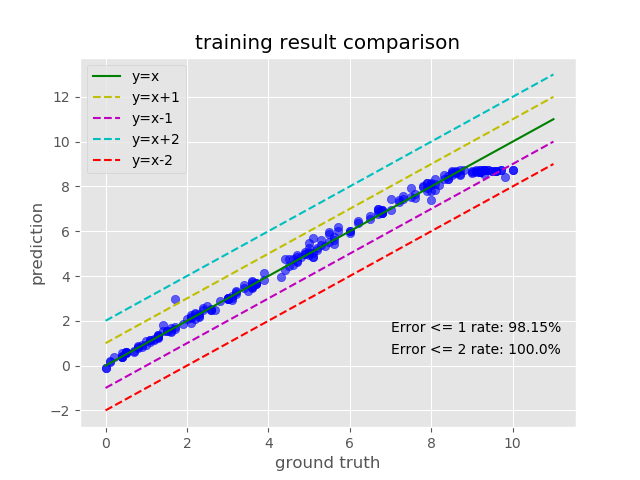 training result comparison
y=x
y=x+1
y=x-1
y=x+2
y=x-2
12
10
8
6
4
2
0
−2
prediction
Error <= 1 rate: 98.15%
Error <= 2 rate: 100.0%
0 2 4 6 8 10
ground truth